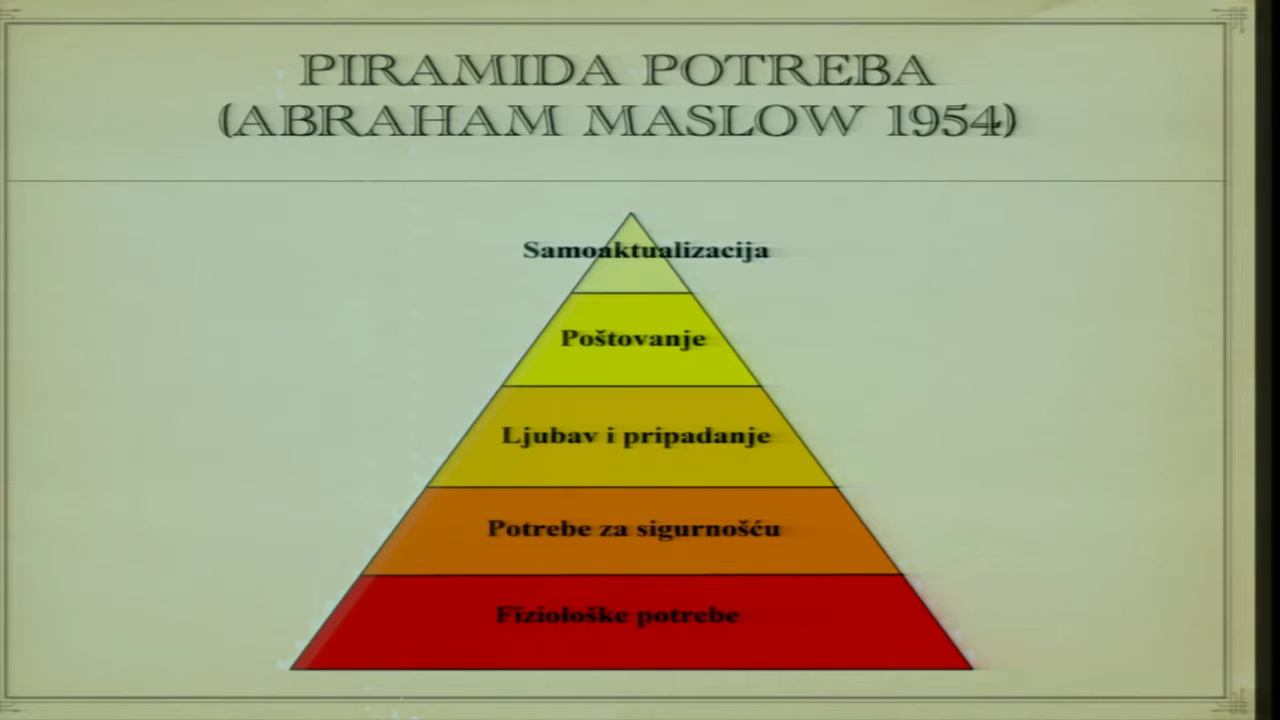 PIRAMIDA POTREBA
(ABRAHAM MASLOW 1954)
Samoaktualizacija
Poštovanje
Ljubav i pripadanje
Potrebe za sigurnošću
Fiziološke potrebe